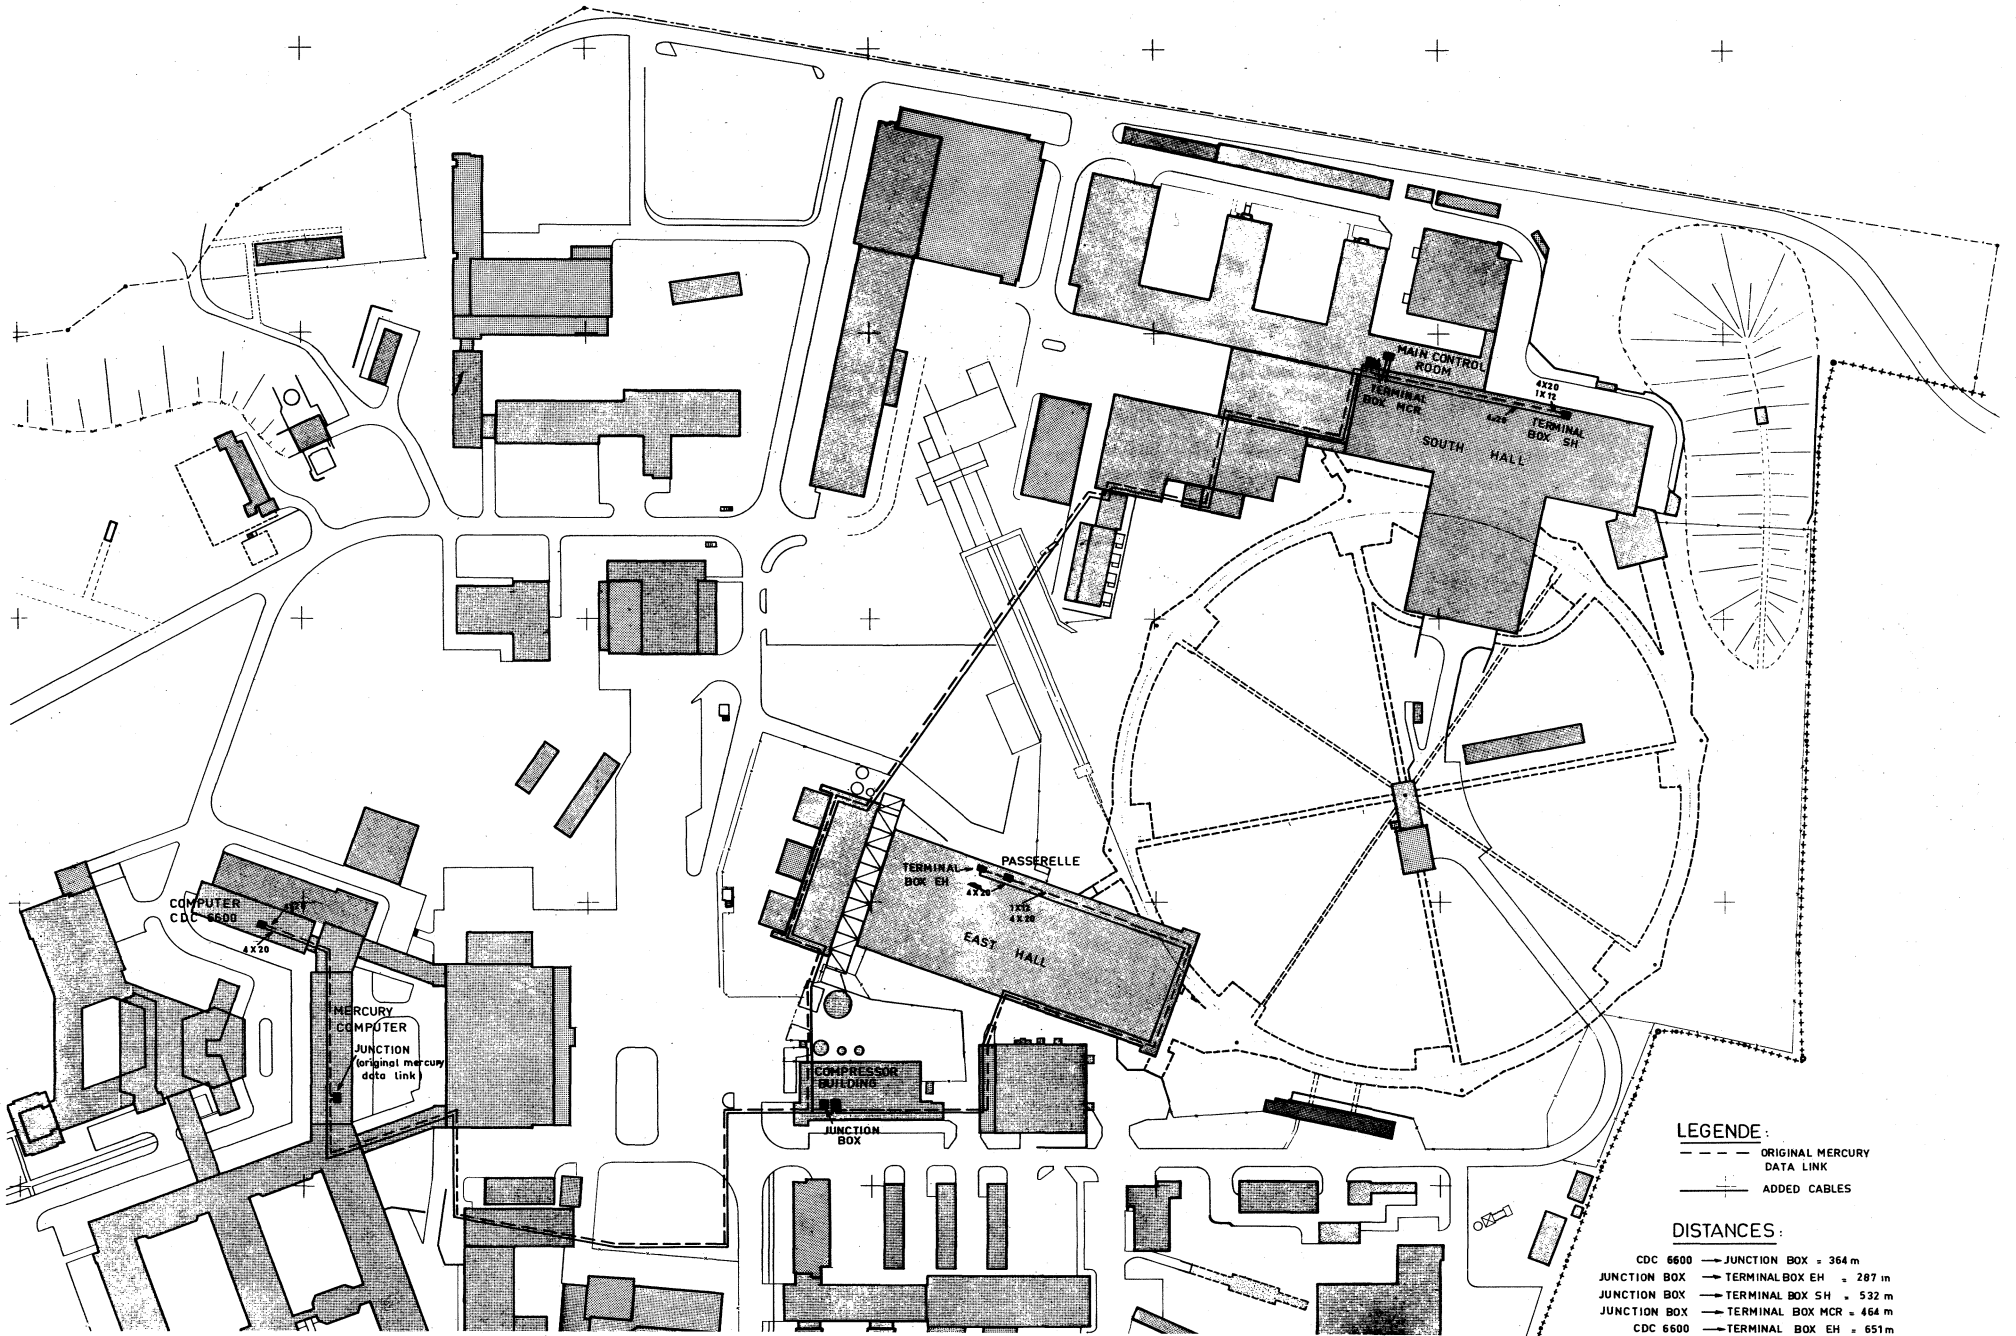 MAIN CONTROL
ROOM
TERMINAL
BOX MCR
4X20
1X12
4X20
TERMINAL
BOX SH
SOUTH HALL
PASSERELLE
TERMINAL
BOX EH
4X20
1X12
4X20
EAST HALL
COMPUTER
CDC 6600
4X20
MERCURY
COMPUTER
JUNCTION
(original mercury
data link)
COMPRESSOR
BUILDING
JUNCTION
BOX
LEGENDE:
ORIGINAL MERCURY
DATA LINK
ADDED CABLES
DISTANCES:
CDC 6600 → JUNCTION BOX = 364 m
JUNCTION BOX → TERMINAL BOX EH = 287 m
JUNCTION BOX → TERMINAL BOX SH = 532 m
JUNCTION BOX → TERMINAL BOX MCR = 464 m
CDC 6600 → TERMINAL BOX EH = 651 m